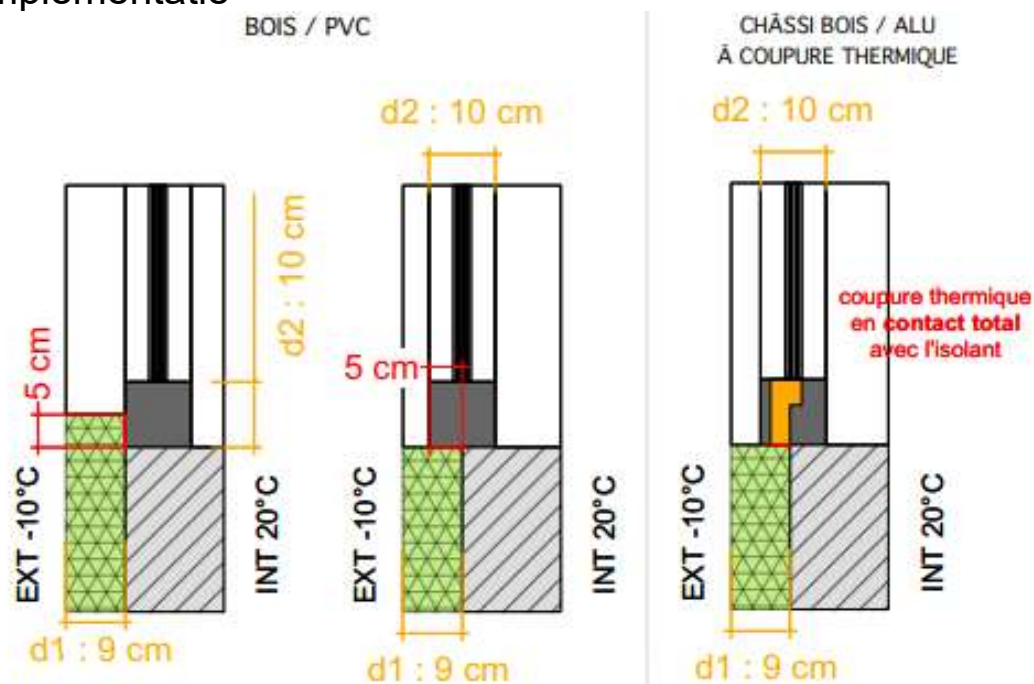 nplementatie
BOIS / PVC
CHÂSSI BOIS / ALU
À COUPURE THERMIQUE
d2 : 10 cm
d2 : 10 cm
d2 : 10 cm
5 cm
5 cm
coupure thermique
en contact total
avec l'isolant
EXT -10°C
INT 20°C
EXT -10°C
INT 20°C
EXT -10°C
INT 20°C
d1 : 9 cm
d1 : 9 cm
d1 : 9 cm